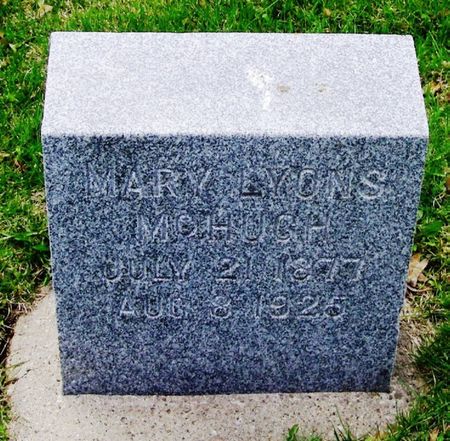 MARY LYONS
MCHUGH
JULY 21 1877
AUG 8 1925